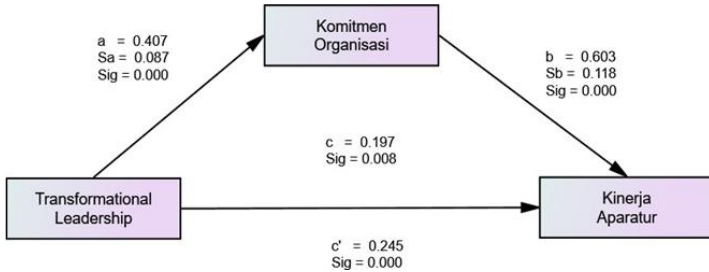 a = 0.407
Sa = 0.087
Sig = 0.000
Komitmen
Organisasi
b = 0.603
Sb = 0.118
Sig = 0.000
c = 0.197
Sig = 0.008
Transformational
Leadership
Kinerja
Aparatur
c' = 0.245
Sig = 0.000